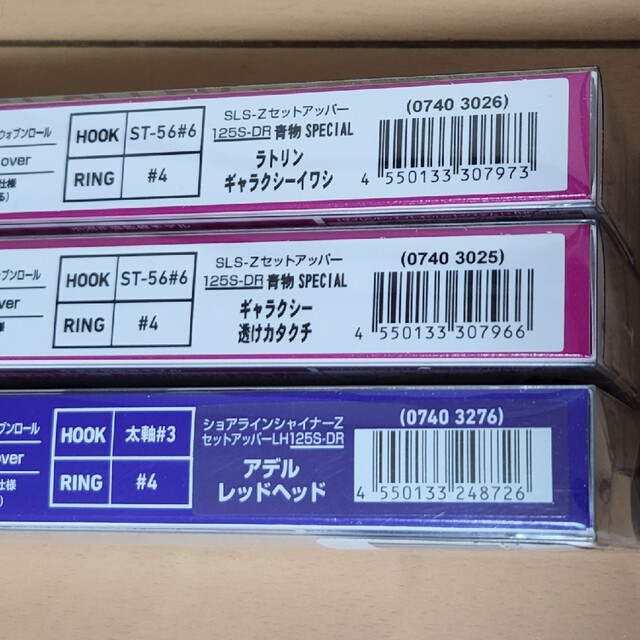 ウォブンロール
over
仕様
る)
HOOK ST-56#6
RING #4
SLS-Zセットアッパー
125S-DR 青物 SPECIAL
ラトリン
ギャラクシーイワシ
(0740 3026)
4 550133 307973
ブンロール
ver
様
HOOK ST-56#6
RING #4
SLS-Zセットアッパー
125S-DR 青物 SPECIAL
ギャラクシー
透けカタクチ
(0740 3025)
4 550133 307966
ブンロール
over
仕様
)
HOOK 太軸#3
RING #4
ショアラインシャイナーZ
セットアッパーLH125S-DR
アデル
レッドヘッド
(0740 3276)
4 550133 248726